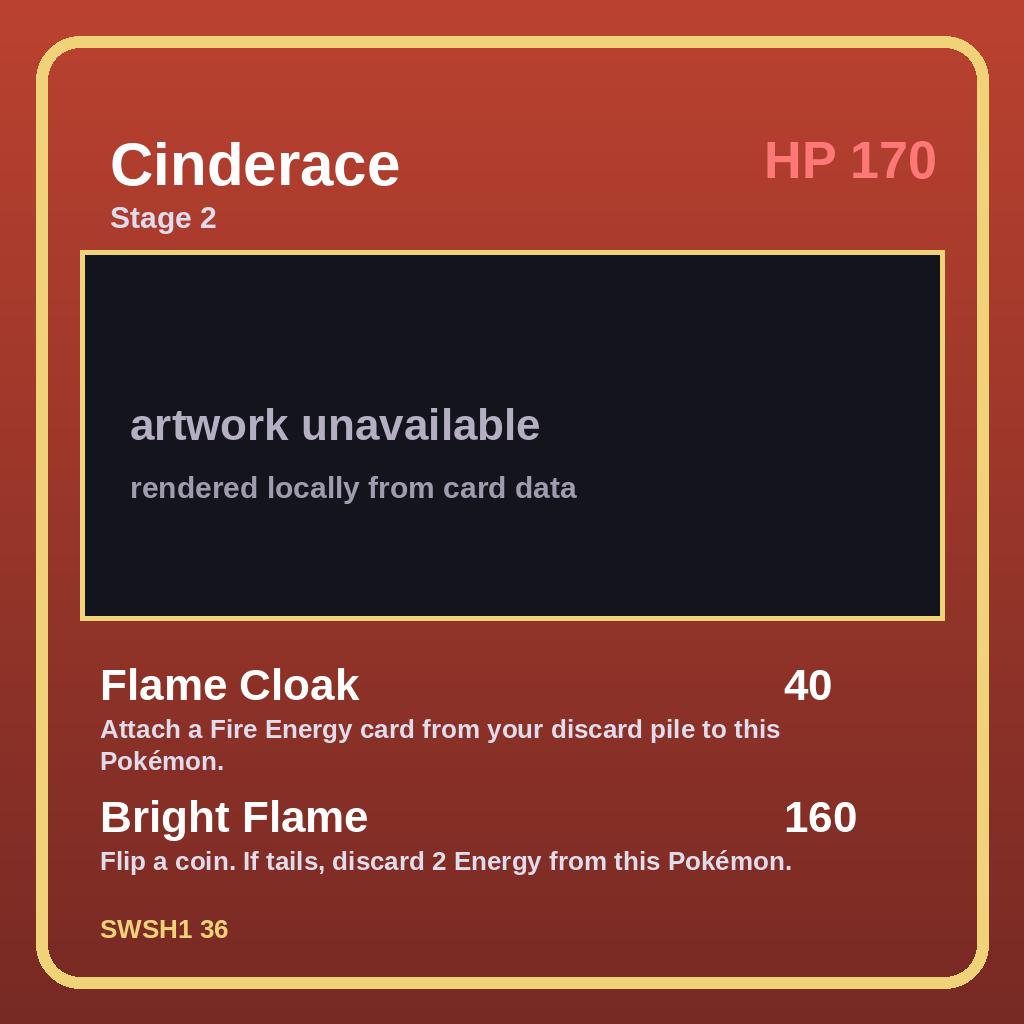 Cinderace
HP 170
Stage 2
artwork unavailable
rendered locally from card data
Flame Cloak 40
Attach a Fire Energy card from your discard pile to this
Pokémon.
Bright Flame 160
Flip a coin. If tails, discard 2 Energy from this Pokémon.
SWSH1 36